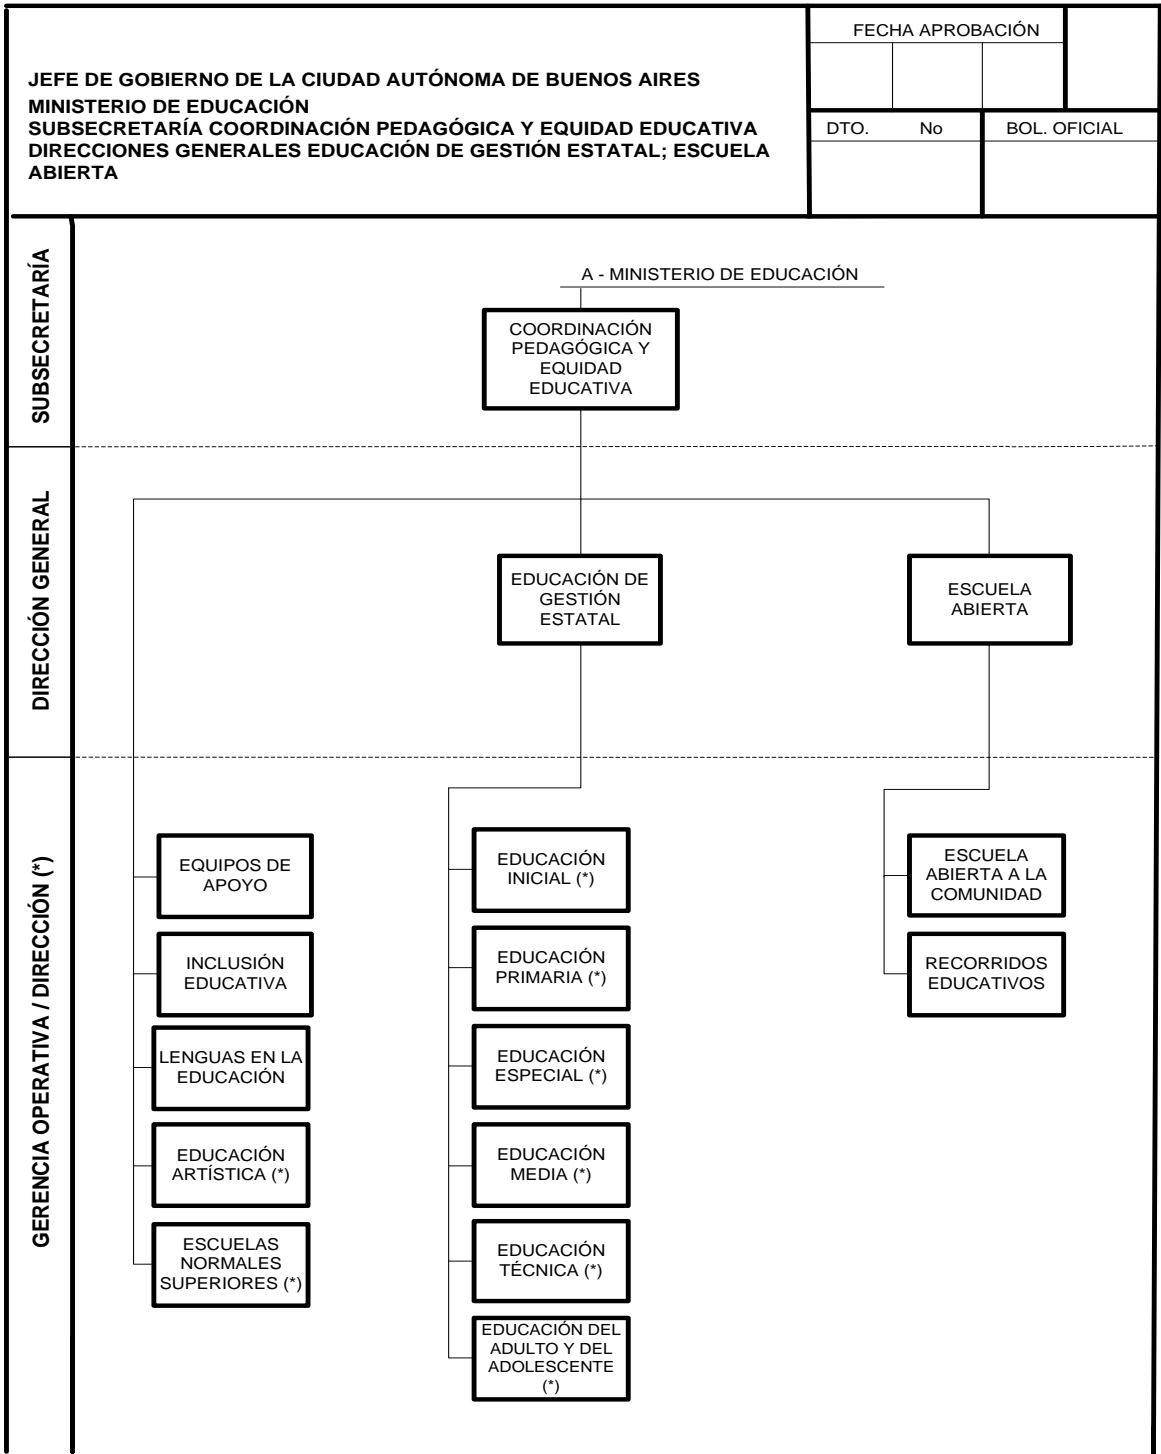 JEFE DE GOBIERNO DE LA CIUDAD AUTÓNOMA DE BUENOS AIRES
MINISTERIO DE EDUCACIÓN
SUBSECRETARÍA COORDINACIÓN PEDAGÓGICA Y EQUIDAD EDUCATIVA
DIRECCIONES GENERALES EDUCACIÓN DE GESTIÓN ESTATAL; ESCUELA
ABIERTA
FECHA APROBACIÓN
DTO. No
BOL. OFICIAL
SUBSECRETARÍA
A - MINISTERIO DE EDUCACIÓN
COORDINACIÓN
PEDAGÓGICA Y
EQUIDAD
EDUCATIVA
DIRECCIÓN GENERAL
EDUCACIÓN DE
GESTIÓN
ESTATAL
ESCUELA
ABIERTA
GERENCIA OPERATIVA / DIRECCIÓN (*)
EQUIPOS DE
APOYO
INCLUSIÓN
EDUCATIVA
LENGUAS EN LA
EDUCACIÓN
EDUCACIÓN
ARTÍSTICA (*)
ESCUELAS
NORMALES
SUPERIORES (*)
EDUCACIÓN
INICIAL (*)
EDUCACIÓN
PRIMARIA (*)
EDUCACIÓN
ESPECIAL (*)
EDUCACIÓN
MEDIA (*)
EDUCACIÓN
TÉCNICA (*)
EDUCACIÓN DEL
ADULTO Y DEL
ADOLESCENTE
(*)
ESCUELA
ABIERTA A LA
COMUNIDAD
RECORRIDOS
EDUCATIVOS